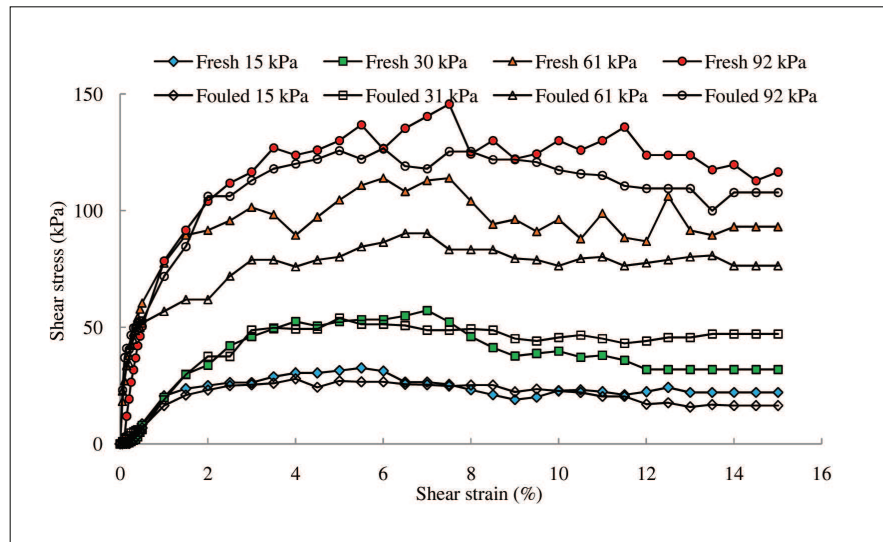 Fresh 15 kPa Fresh 30 kPa Fresh 61 kPa Fresh 92 kPa
Fouled 15 kPa Fouled 31 kPa Fouled 61 kPa Fouled 92 kPa
150
100
50
0
Shear stress (kPa)
0 2 4 6 8 10 12 14 16
Shear strain (%)